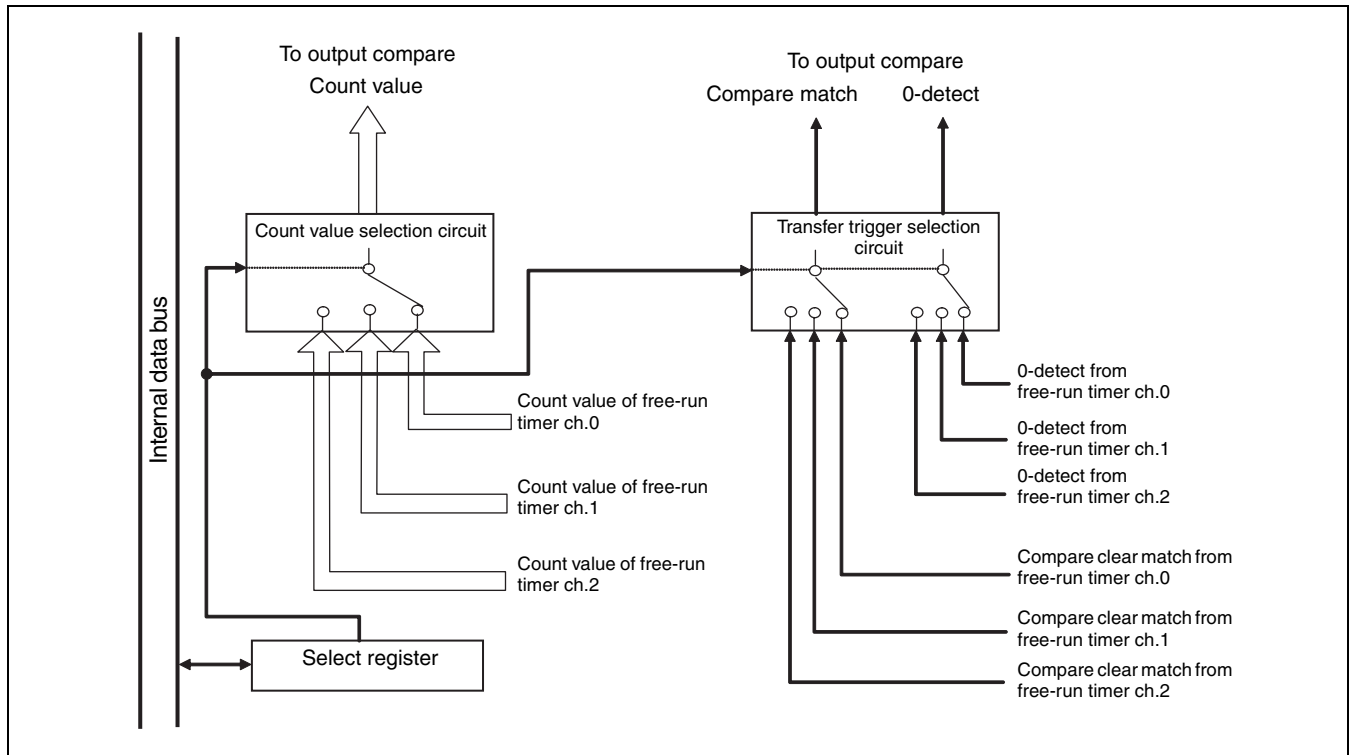 To output compare
Count value
To output compare
Compare match
0-detect
Count value selection circuit
Transfer trigger selection
circuit
Internal data bus
Count value of free-run
timer ch.0
Count value of free-run
timer ch.1
Count value of free-run
timer ch.2
0-detect from
free-run timer ch.0
0-detect from
free-run timer ch.1
0-detect from
free-run timer ch.2
Compare clear match from
free-run timer ch.0
Compare clear match from
free-run timer ch.1
Compare clear match from
free-run timer ch.2
Select register